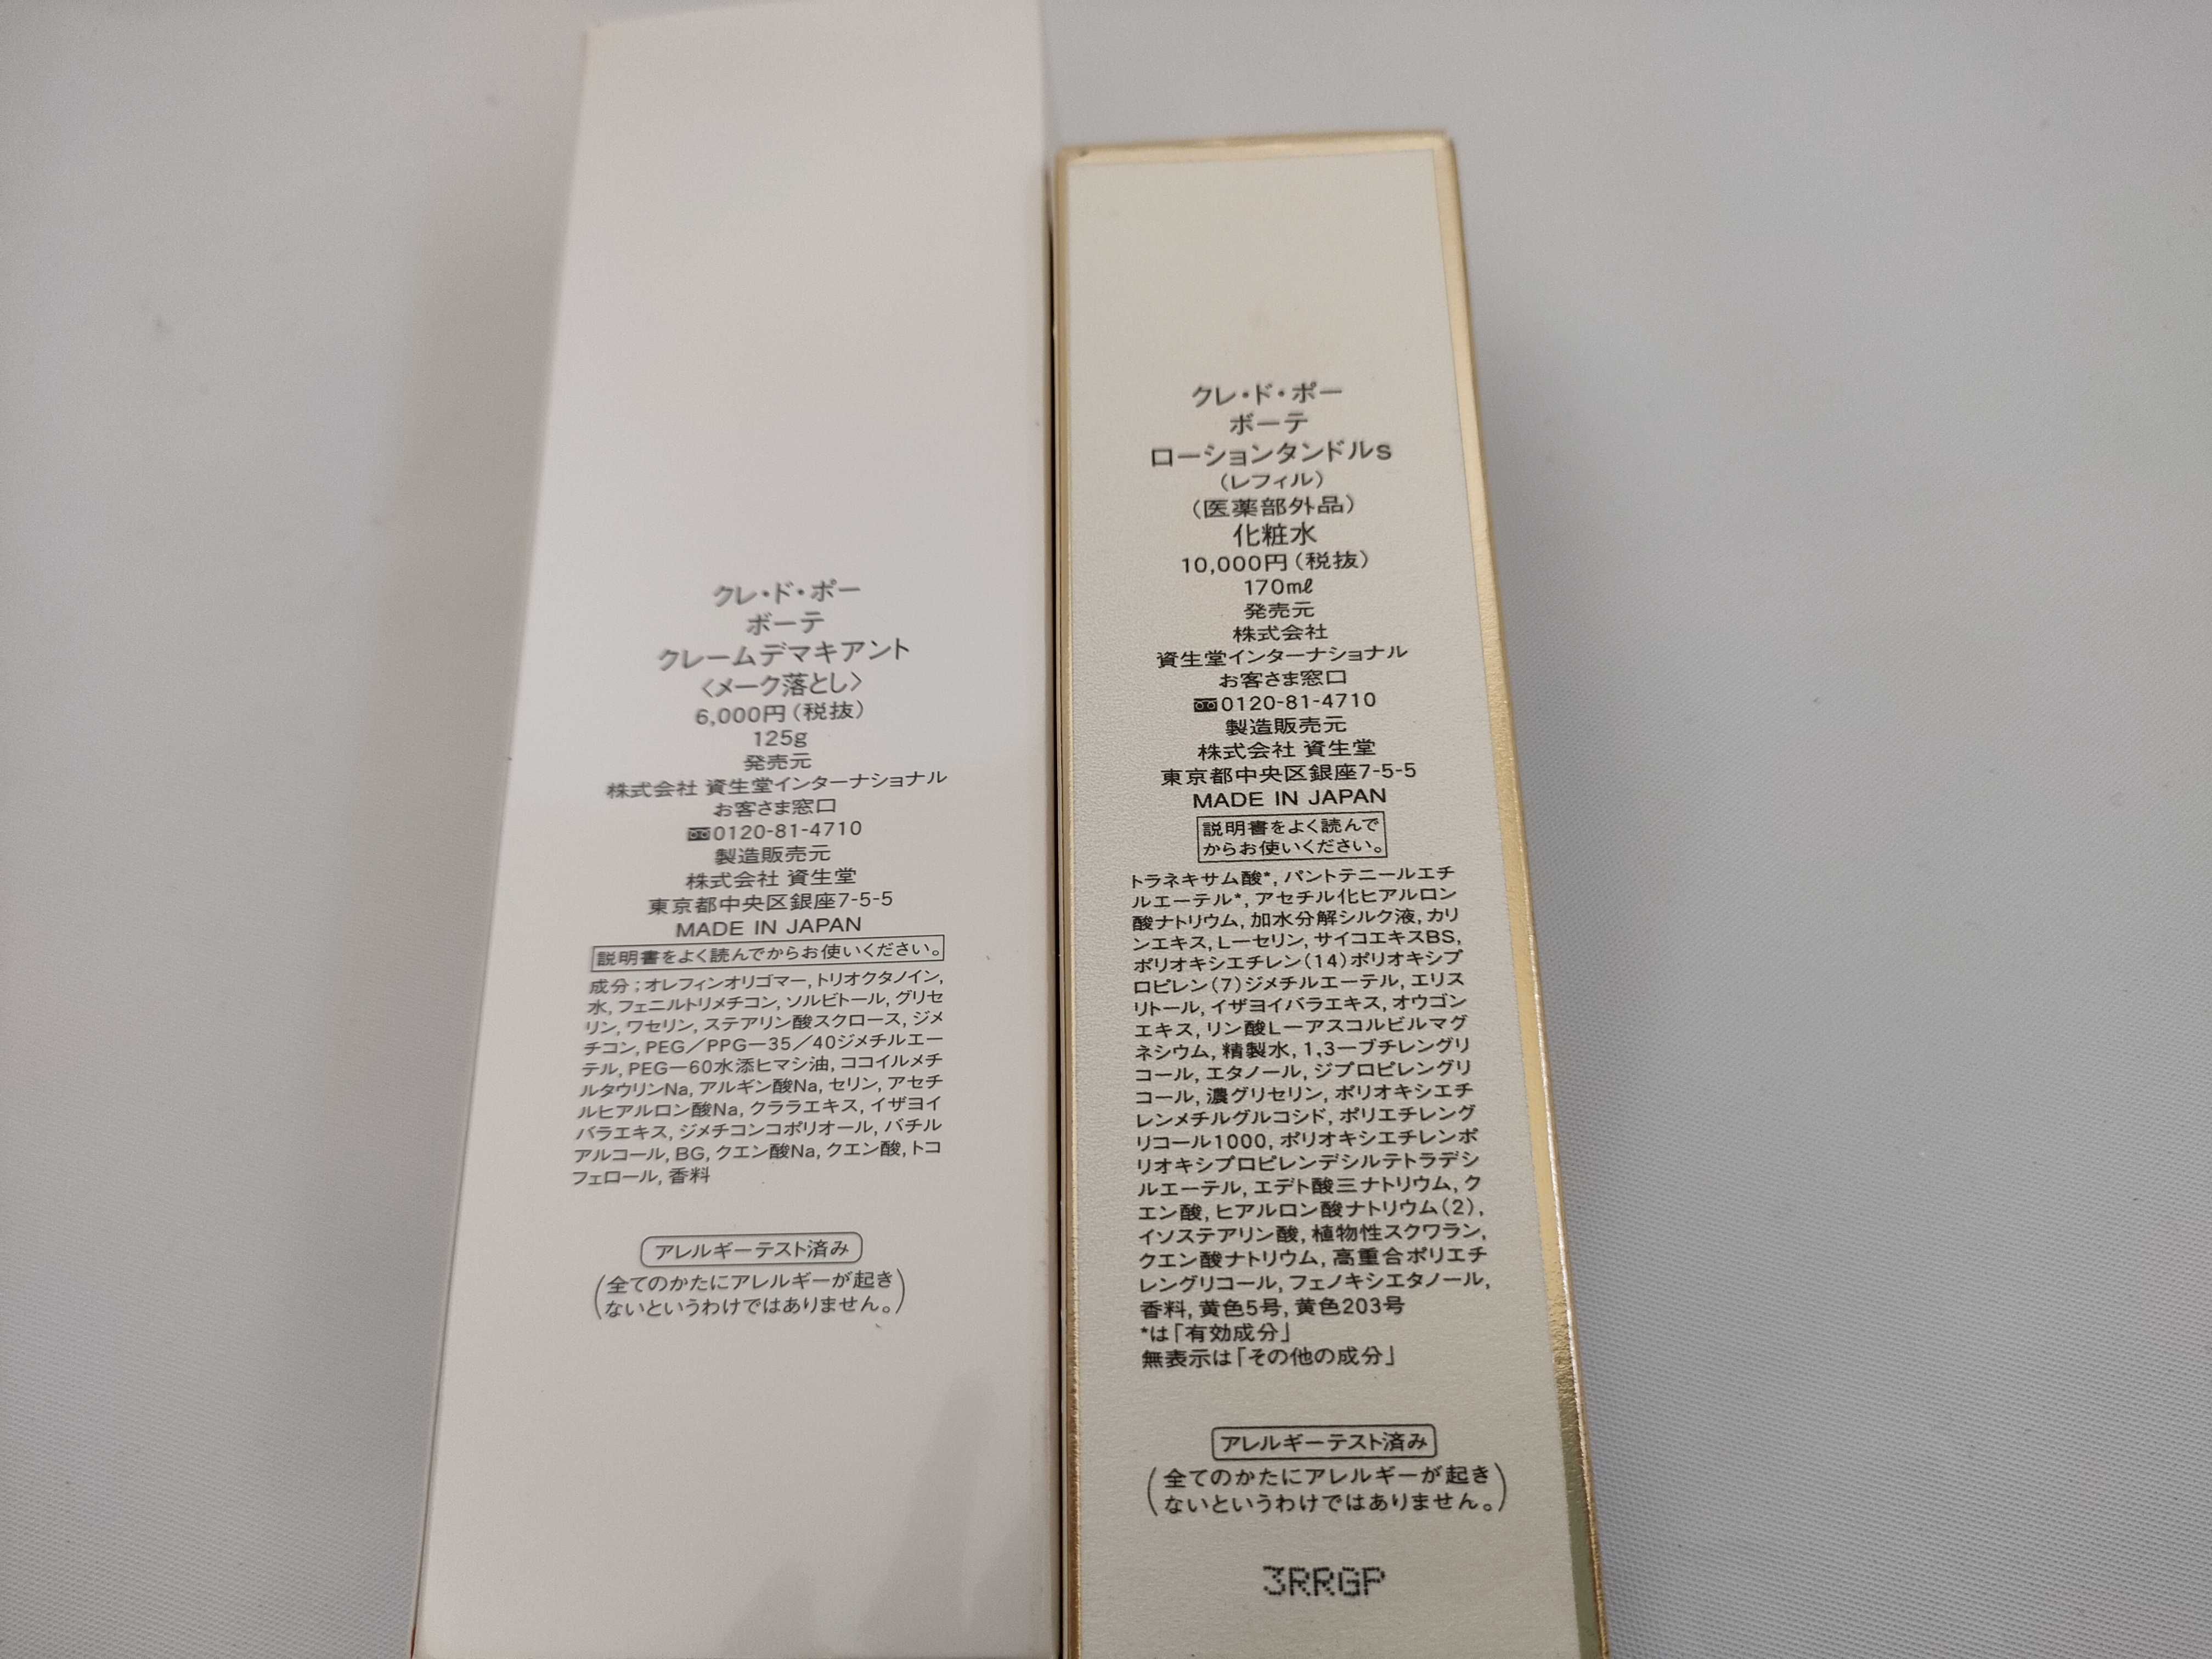 クレ・ド・ポー
ボーテ
クレームデマキアント
〈メーク落とし〉
6,000円(税抜)
125g
発売元
株式会社 資生堂インターナショナル
お客さま窓口
0120-81-4710
製造販売元
株式会社 資生堂
東京都中央区銀座7-5-5
MADE IN JAPAN
説明書をよく読んでからお使いください。
成分;オレフィンオリゴマー,トリオクタノイン,
水,フェニルトリメチコン,ソルビトール,グリセ
リン,ワセリン,ステアリン酸スクロース,ジメ
チコン,PEG/PPG-35/40ジメチルエー
テル,PEG-60水添ヒマシ油,ココイルメチ
ルタウリンNa,アルギン酸Na,セリン,アセチ
ルヒアルロン酸Na,クララエキス,イザヨイ
バラエキス,ジメチコンコポリオール,バチル
アルコール,BG,クエン酸Na,クエン酸,トコ
フェロール,香料
アレルギーテスト済み
(全てのかたにアレルギーが起き
ないというわけではありません。)
クレ・ド・ポー
ボーテ
ローションタンドルs
(レフィル)
(医薬部外品)
化粧水
10,000円(税抜)
170mℓ
発売元
株式会社
資生堂インターナショナル
お客さま窓口
0120-81-4710
製造販売元
株式会社 資生堂
東京都中央区銀座7-5-5
MADE IN JAPAN
説明書をよく読んで
からお使いください。
トラネキサム酸*,パントテニールエチ
ルエーテル*,アセチル化ヒアルロン
酸ナトリウム,加水分解シルク液,カリ
ンエキス,L-セリン,サイコエキスBS,
ポリオキシエチレン(14)ポリオキシプ
ロピレン(7)ジメチルエーテル,エリス
リトール,イザヨイバラエキス,オウゴン
エキス,リン酸L-アスコルビルマグ
ネシウム,精製水,1,3-ブチレングリ
コール,エタノール,ジプロピレングリ
コール,濃グリセリン,ポリオキシエチ
レンメチルグルコシド,ポリエチレング
リコール1000,ポリオキシエチレンポ
リオキシプロピレンデシルテトラデシ
ルエーテル,エデト酸三ナトリウム,ク
エン酸,ヒアルロン酸ナトリウム(2),
イソステアリン酸,植物性スクワラン,
クエン酸ナトリウム,高重合ポリエチ
レングリコール,フェノキシエタノール,
香料,黄色5号,黄色203号
*は「有効成分」
無表示は「その他の成分」
アレルギーテスト済み
(全てのかたにアレルギーが起き
ないというわけではありません。)
3RRGP